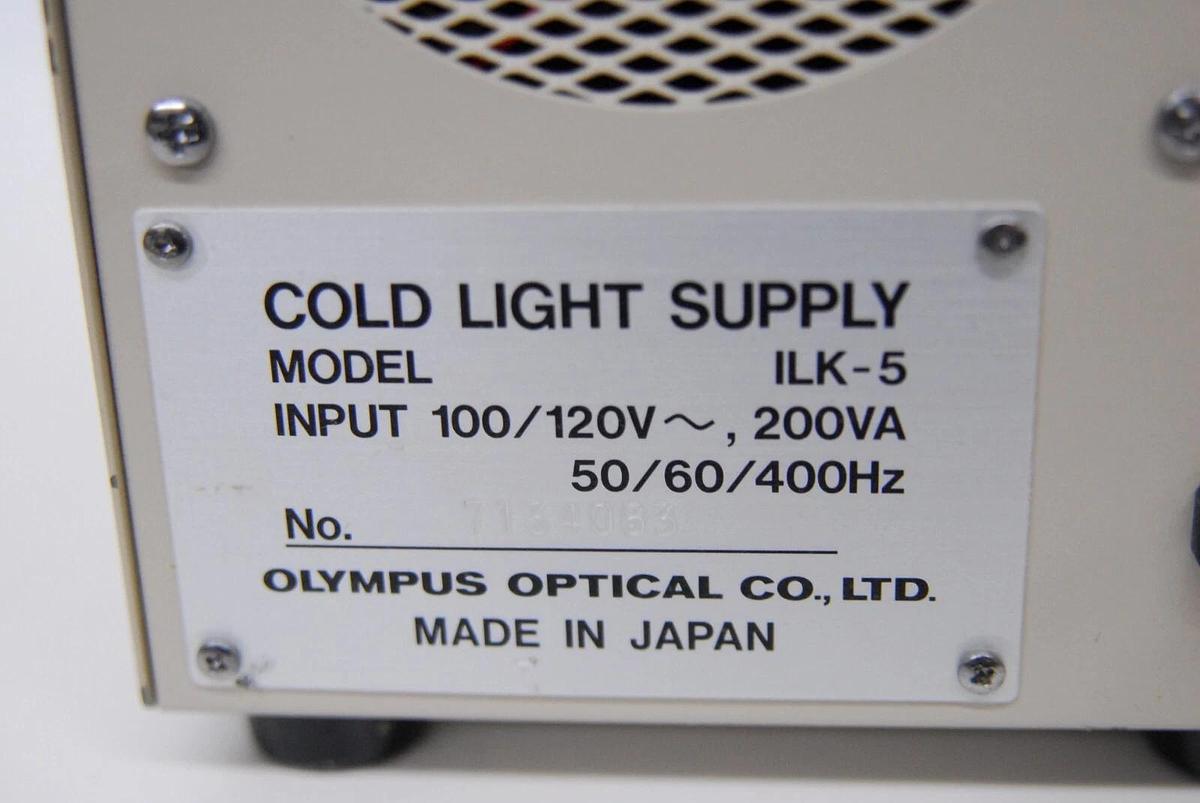 COLD LIGHT SUPPLY
MODEL ILK-5
INPUT 100/120V～, 200VA
50/60/400Hz
No. 7134083
OLYMPUS OPTICAL CO., LTD.
MADE IN JAPAN